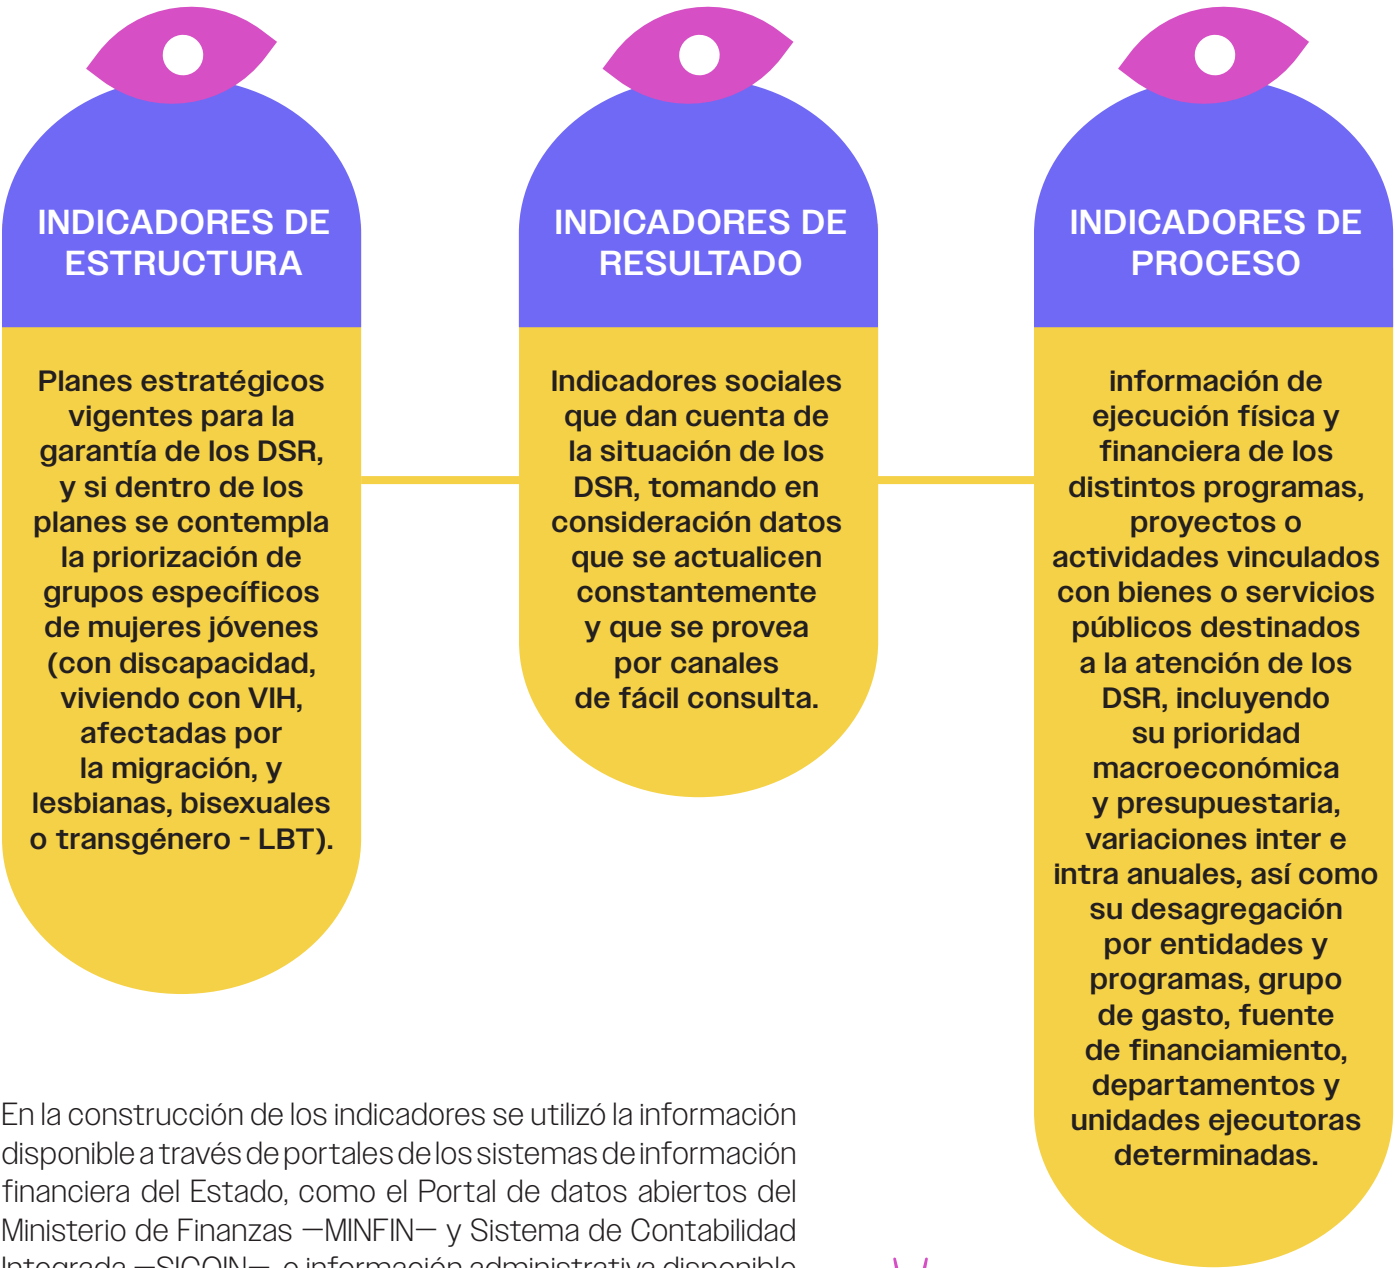 INDICADORES DE
ESTRUCTURA
Planes estratégicos
vigentes para la
garantía de los DSR,
y si dentro de los
planes se contempla
la priorización de
grupos específicos
de mujeres jóvenes
(con discapacidad,
viviendo con VIH,
afectadas por
la migración, y
lesbianas, bisexuales
o transgénero - LBT).
INDICADORES DE
RESULTADO
Indicadores sociales
que dan cuenta de
la situación de los
DSR, tomando en
consideración datos
que se actualicen
constantemente
y que se provea
por canales
de fácil consulta.
INDICADORES DE
PROCESO
información de
ejecución física y
financiera de los
distintos programas,
proyectos o
actividades vinculados
con bienes o servicios
públicos destinados
a la atención de los
DSR, incluyendo
su prioridad
macroeconómica
y presupuestaria,
variaciones inter e
intra anuales, así como
su desagregación
por entidades y
programas, grupo
de gasto, fuente
de financiamiento,
departamentos y
unidades ejecutoras
determinadas.
En la construcción de los indicadores se utilizó la información
disponible a través de portales de los sistemas de información
financiera del Estado, como el Portal de datos abiertos del
Ministerio de Finanzas —MINFIN— y Sistema de Contabilidad
Integrada —SICOIN—, e información administrativa disponible